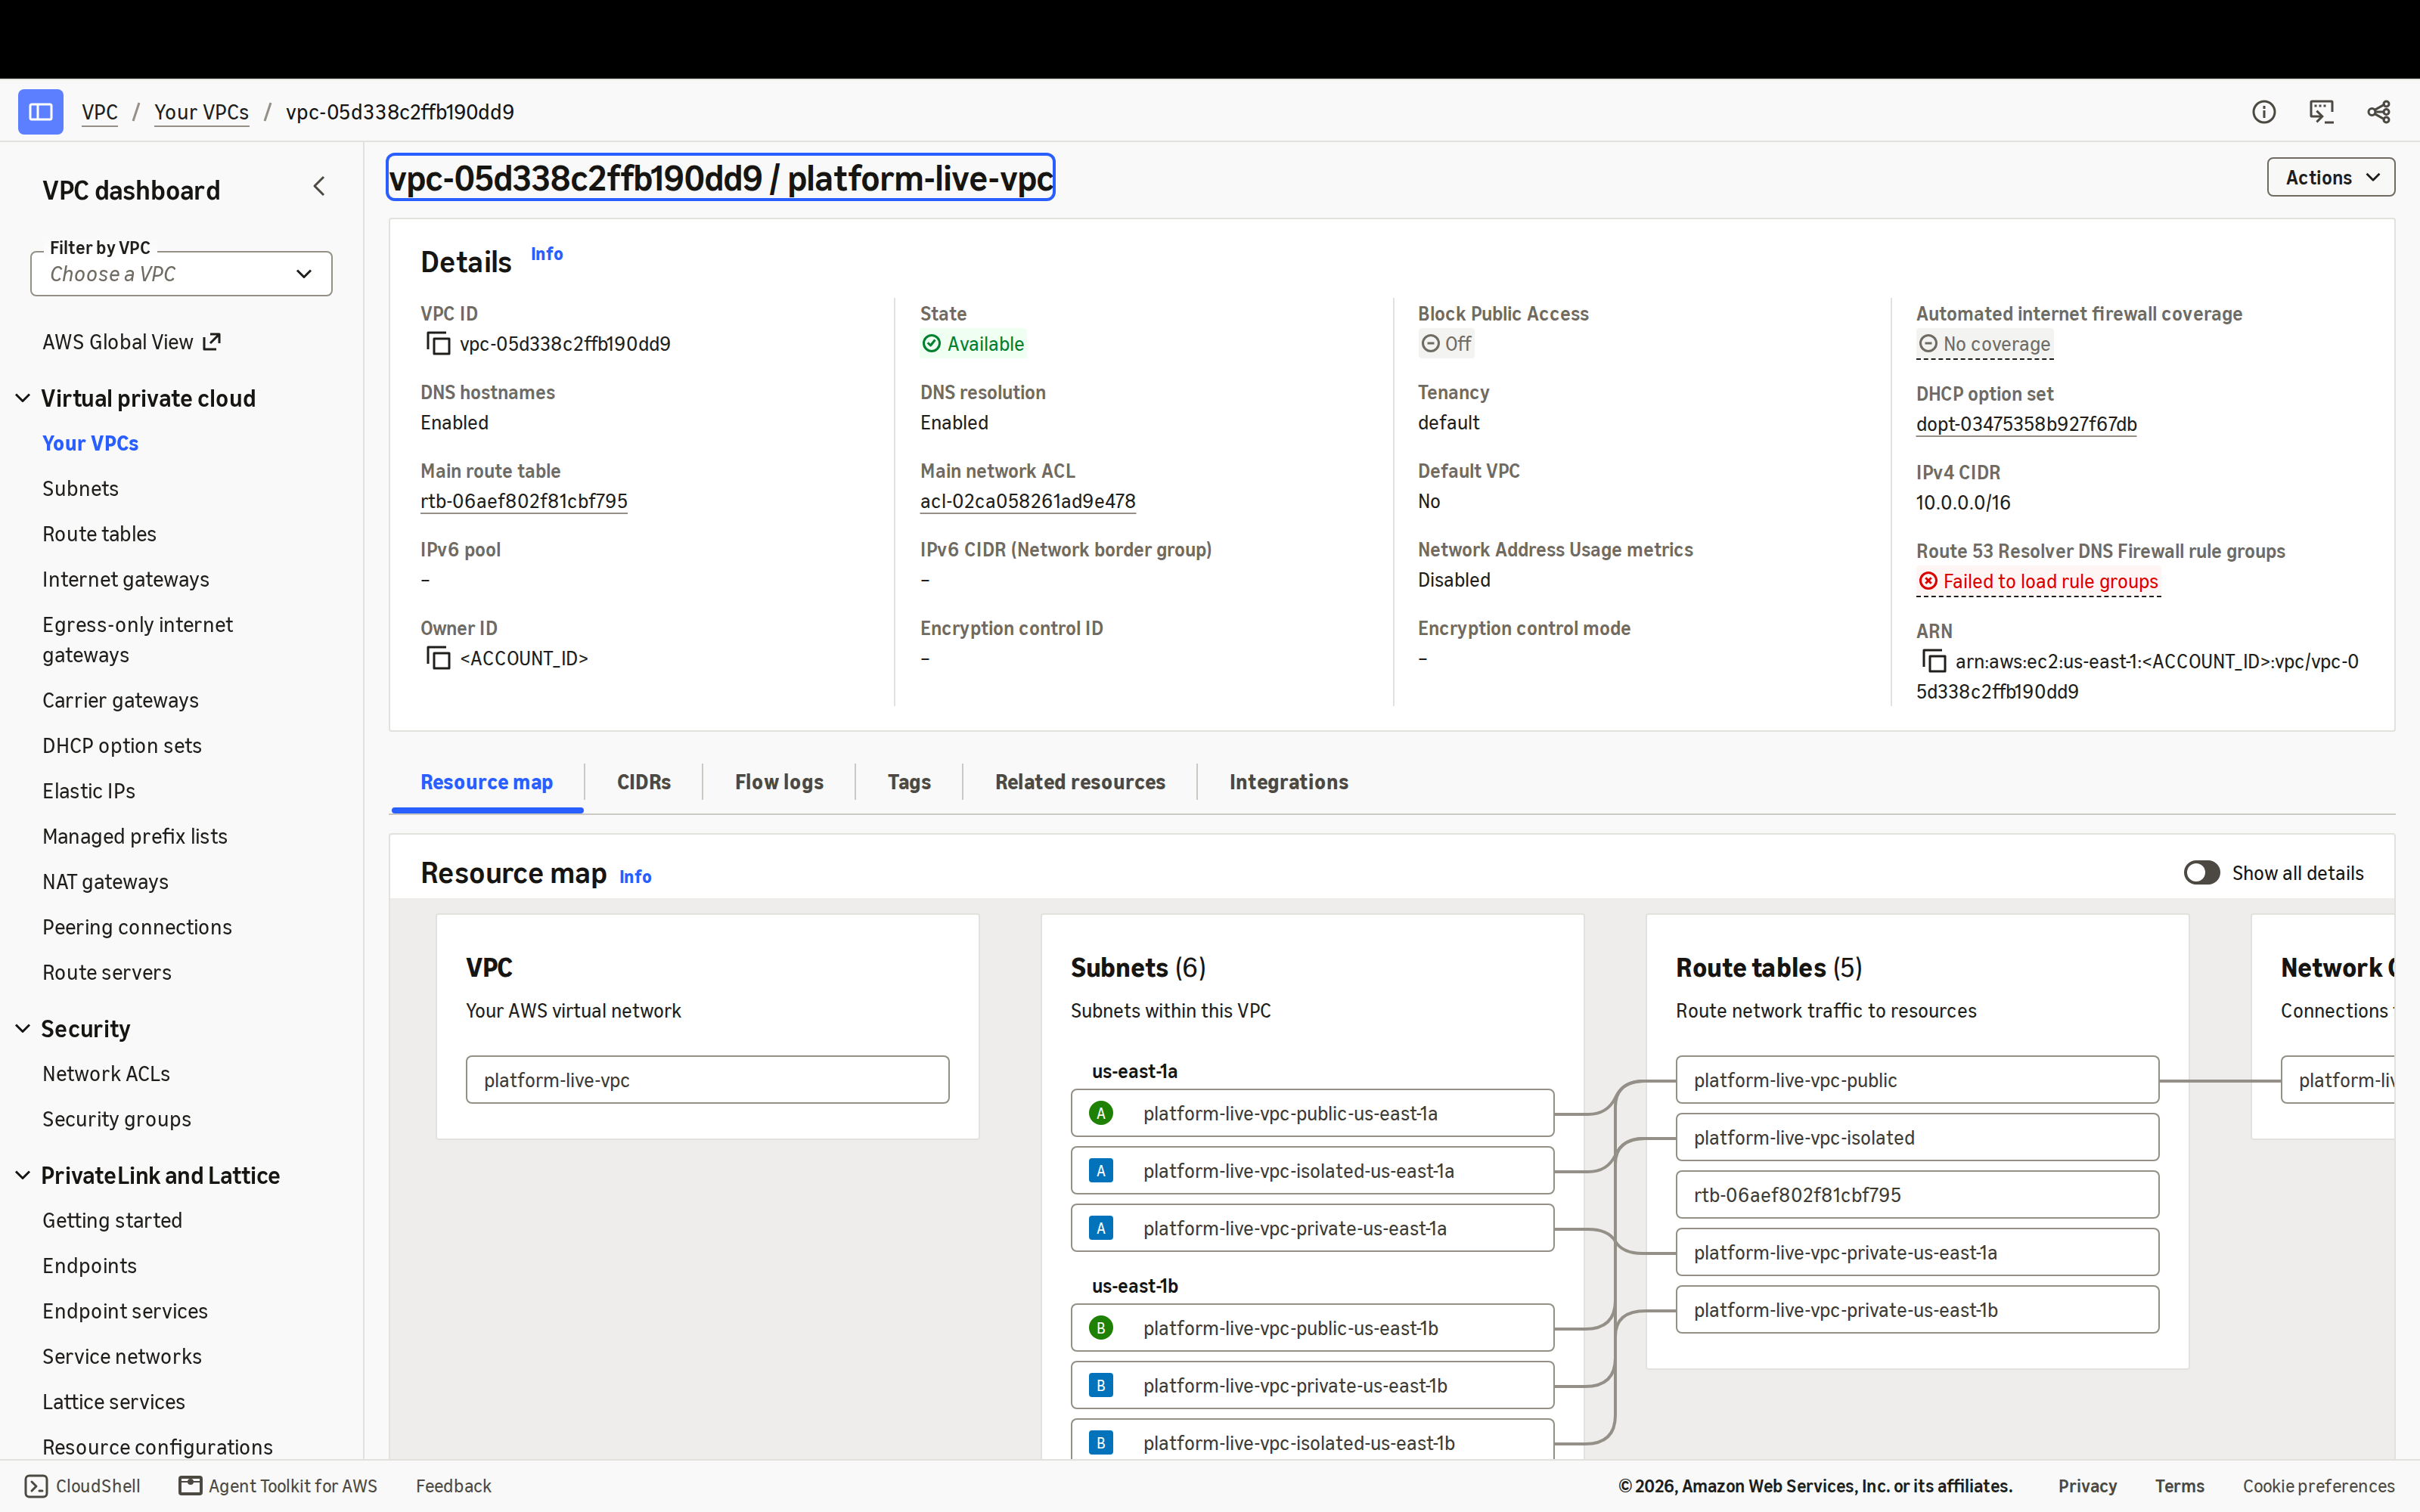 VPC / Your VPCs / vpc-05d338c2ffb190dd9
VPC dashboard
Filter by VPC
Choose a VPC
AWS Global View
Virtual private cloud
Your VPCs
Subnets
Route tables
Internet gateways
Egress-only internet
gateways
Carrier gateways
DHCP option sets
Elastic IPs
Managed prefix lists
NAT gateways
Peering connections
Route servers
Security
Network ACLs
Security groups
PrivateLink and Lattice
Getting started
Endpoints
Endpoint services
Service networks
Lattice services
Resource configurations
vpc-05d338c2ffb190dd9 / platform-live-vpc
Actions
Details Info
VPC ID
vpc-05d338c2ffb190dd9
DNS hostnames
Enabled
Main route table
rtb-06aef802f81cbf795
IPv6 pool
–
Owner ID
<ACCOUNT_ID>
State
Available
DNS resolution
Enabled
Main network ACL
acl-02ca058261ad9e478
IPv6 CIDR (Network border group)
–
Encryption control ID
–
Block Public Access
Off
Tenancy
default
Default VPC
No
Network Address Usage metrics
Disabled
Encryption control mode
–
Automated internet firewall coverage
No coverage
DHCP option set
dopt-03475358b927f67db
IPv4 CIDR
10.0.0.0/16
Route 53 Resolver DNS Firewall rule groups
Failed to load rule groups
ARN
arn:aws:ec2:us-east-1:<ACCOUNT_ID>:vpc/vpc-0
5d338c2ffb190dd9
Resource map
CIDRs
Flow logs
Tags
Related resources
Integrations
Resource map Info
Show all details
VPC
Your AWS virtual network
platform-live-vpc
Subnets (6)
Subnets within this VPC
us-east-1a
A platform-live-vpc-public-us-east-1a
A platform-live-vpc-isolated-us-east-1a
A platform-live-vpc-private-us-east-1a
us-east-1b
B platform-live-vpc-public-us-east-1b
B platform-live-vpc-private-us-east-1b
B platform-live-vpc-isolated-us-east-1b
Route tables (5)
Route network traffic to resources
platform-live-vpc-public
platform-live-vpc-isolated
rtb-06aef802f81cbf795
platform-live-vpc-private-us-east-1a
platform-live-vpc-private-us-east-1b
Network
Connections
platform-liv
CloudShell
Agent Toolkit for AWS
Feedback
© 2026, Amazon Web Services, Inc. or its affiliates.
Privacy
Terms
Cookie preferences